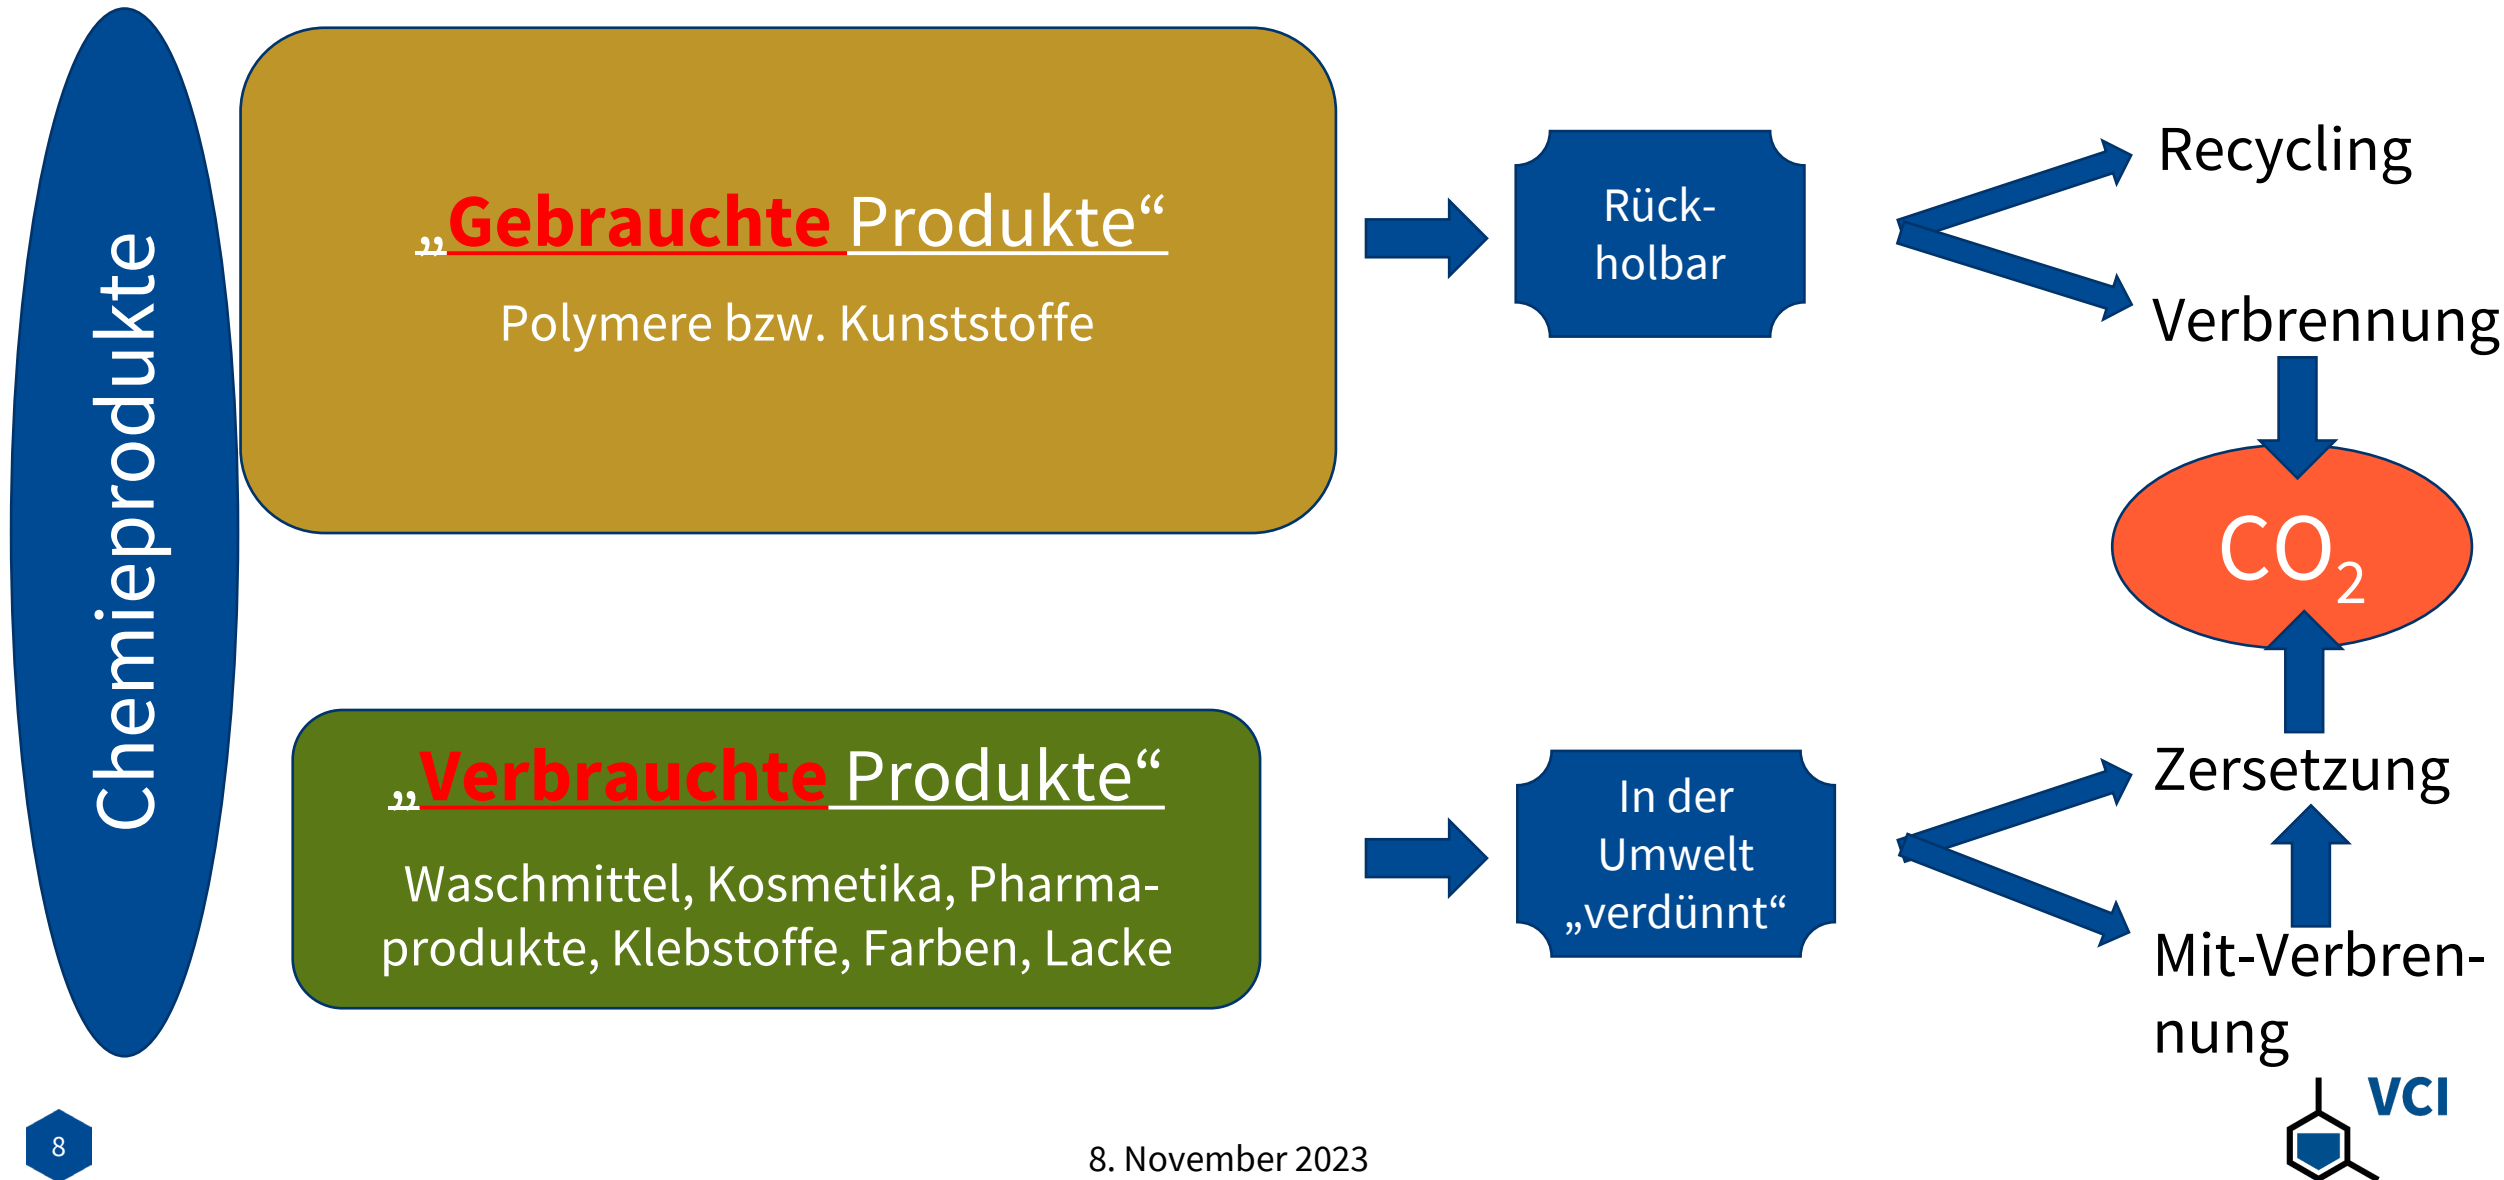 Chemieprodukte
„Gebrauchte Produkte“
Polymere bzw. Kunststoffe
Rück-
holbar
Recycling
Verbrennung
CO₂
„Verbrauchte Produkte“
Waschmittel, Kosmetika, Pharma-
produkte, Klebstoffe, Farben, Lacke
In der
Umwelt
„verdünnt“
Zersetzung
Mit-Verbren-
nung
VCI
8
8. November 2023